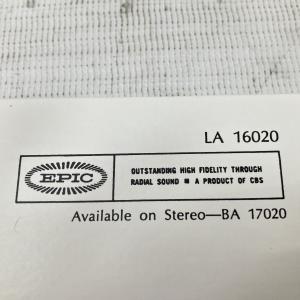 LA 16020
EPIC
OUTSTANDING HIGH FIDELITY THROUGH
RADIAL SOUND ■ A PRODUCT OF CBS
Available on Stereo—BA 17020